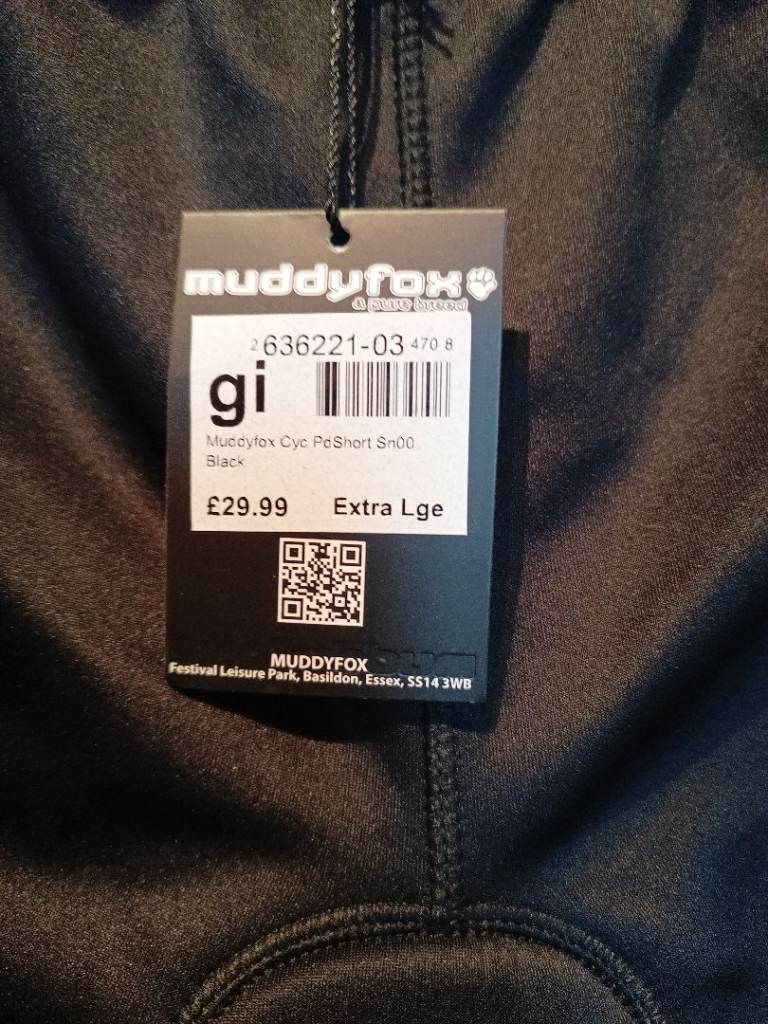 muddyfox
a pure breed
2 636221-03 470 8
gi
Muddyfox Cyc PdShort Sn00
Black
£29.99 Extra Lge
MUDDYFOX
Festival Leisure Park, Basildon, Essex, SS14 3WB